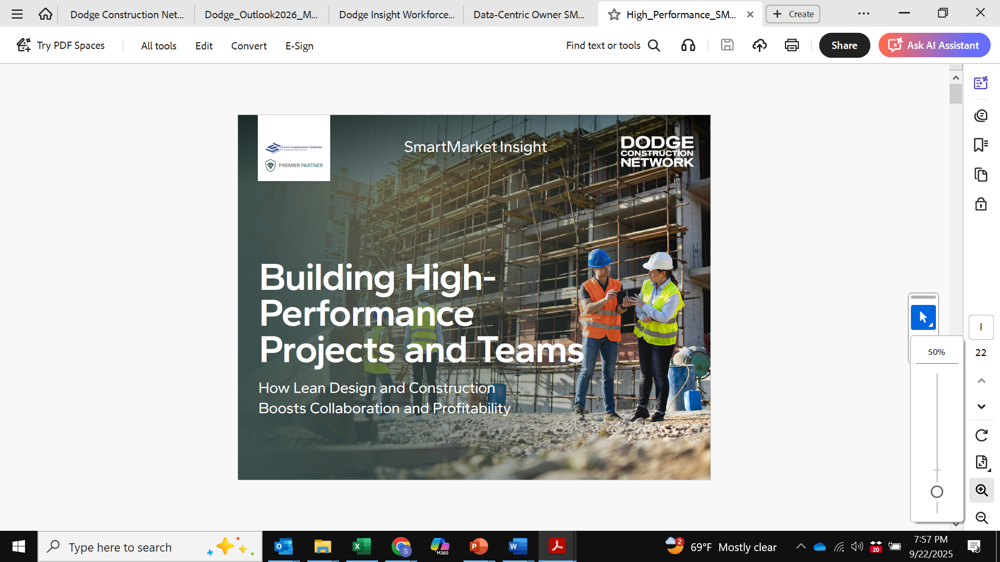 Dodge Construction Net...
Dodge_Outlook2026_M...
Dodge Insight Workforce...
Data-Centric Owner SM...
High_Performance_SM...
Create
Try PDF Spaces
All tools
Edit
Convert
E-Sign
Find text or tools
Share
Ask AI Assistant
Lean Construction Institute
PREMIER PARTNER
SmartMarket Insight
DODGE
CONSTRUCTION
NETWORK
Building High-
Performance
Projects and Teams
How Lean Design and Construction
Boosts Collaboration and Profitability
I
22
50%
Type here to search
M365
2
69°F Mostly clear
20
7:57 PM
9/22/2025